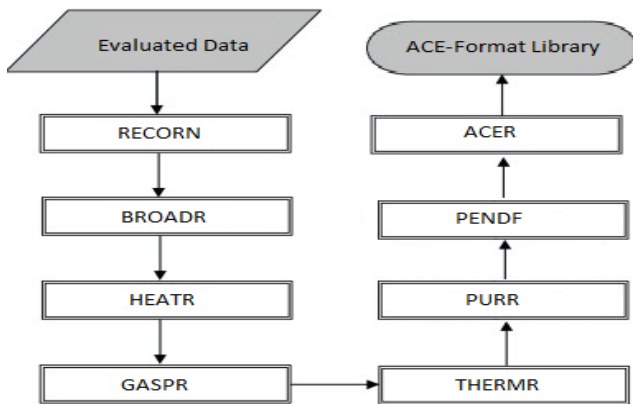 Evaluated Data
RECORN
BROADR
HEATR
GASPR
THERMR
PURR
PENDF
ACER
ACE-Format Library